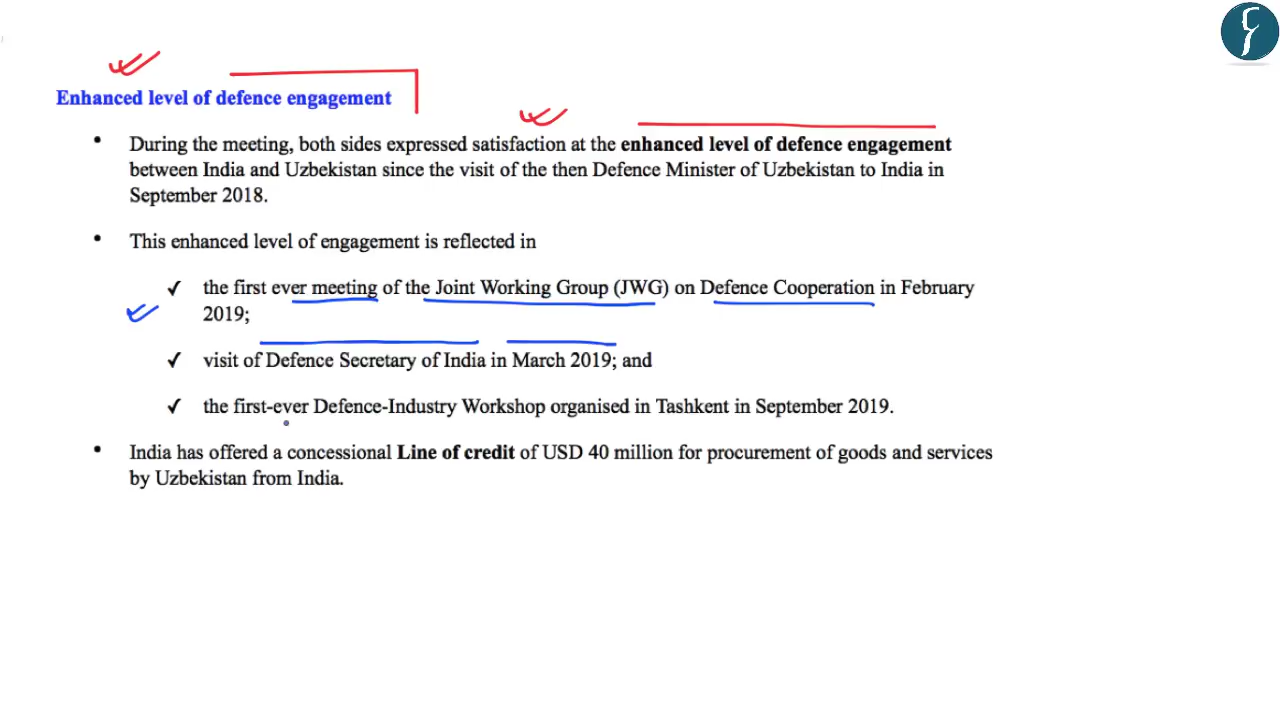 Enhanced level of defence engagement
• During the meeting, both sides expressed satisfaction at the enhanced level of defence engagement
between India and Uzbekistan since the visit of the then Defence Minister of Uzbekistan to India in
September 2018.
• This enhanced level of engagement is reflected in
✓ the first ever meeting of the Joint Working Group (JWG) on Defence Cooperation in February
2019;
✓ visit of Defence Secretary of India in March 2019; and
✓ the first-ever Defence-Industry Workshop organised in Tashkent in September 2019.
• India has offered a concessional Line of credit of USD 40 million for procurement of goods and services
by Uzbekistan from India.